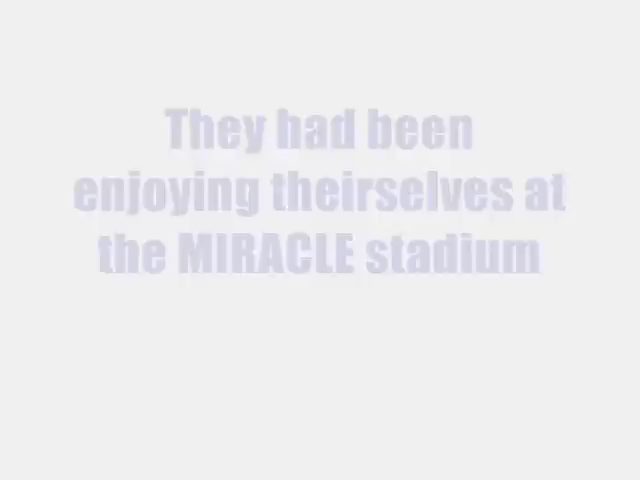 They had been
enjoying theirselves at
the MIRACLE stadium